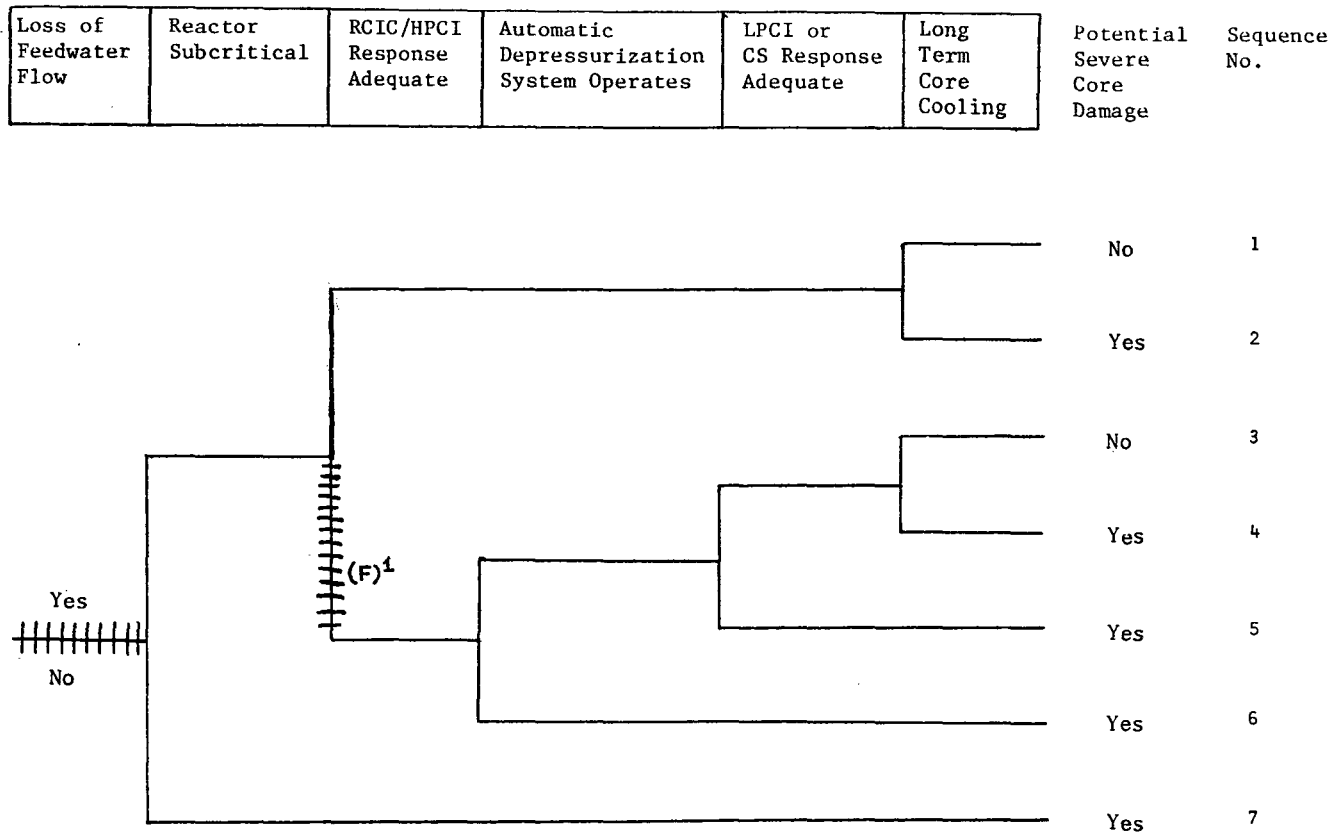 Loss of
Feedwater
Flow
Reactor
Subcritical
RCIC/HPCI
Response
Adequate
Automatic
Depressurization
System Operates
LPCI or
CS Response
Adequate
Long
Term
Core
Cooling
Potential
Severe
Core
Damage
Sequence
No.
No 1
Yes 2
No 3
Yes 4
(F)¹
Yes
No
Yes 5
Yes 6
Yes 7